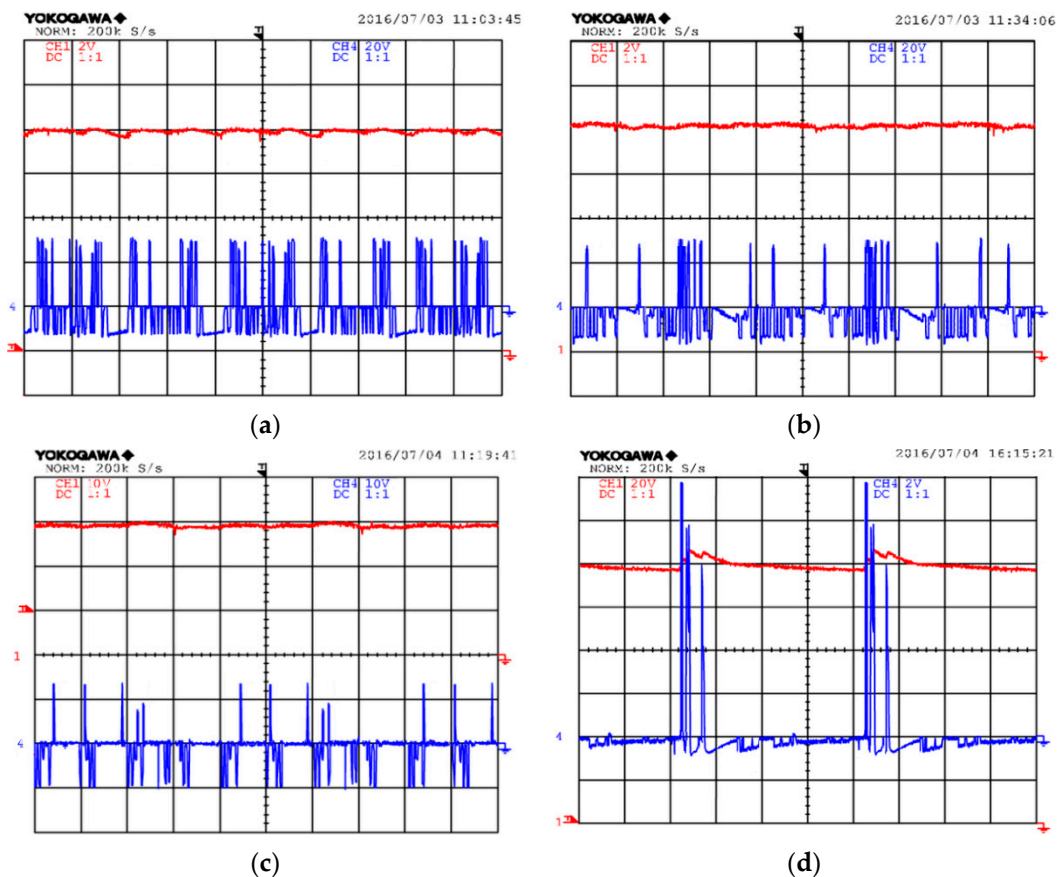 YOKOGAWA◆ 2016/07/03 11:03:45
NORM: 200k S/s
CH1 2V CH4 20V
DC 1:1 DC 1:1
4
(a)
YOKOGAWA◆ 2016/07/03 11:34:06
NORM: 200k S/s
CH1 2V CH4 20V
DC 1:1 DC 1:1
4
1
(b)
YOKOGAWA◆ 2016/07/04 11:19:41
NORM: 200k S/s
CH1 10V CH4 10V
DC 1:1 DC 1:1
1
4
(c)
YOKOGAWA◆ 2016/07/04 16:15:21
NORM: 200k S/s
CH1 20V CH4 2V
DC 1:1 DC 1:1
4
1
(d)